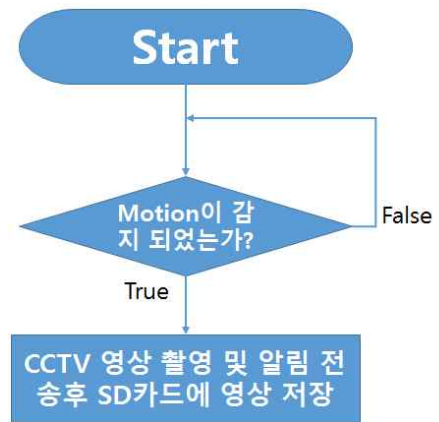 Start
Motion이 감
지 되었는가?
False
True
CCTV 영상 촬영 및 알림 전
송후 SD카드에 영상 저장